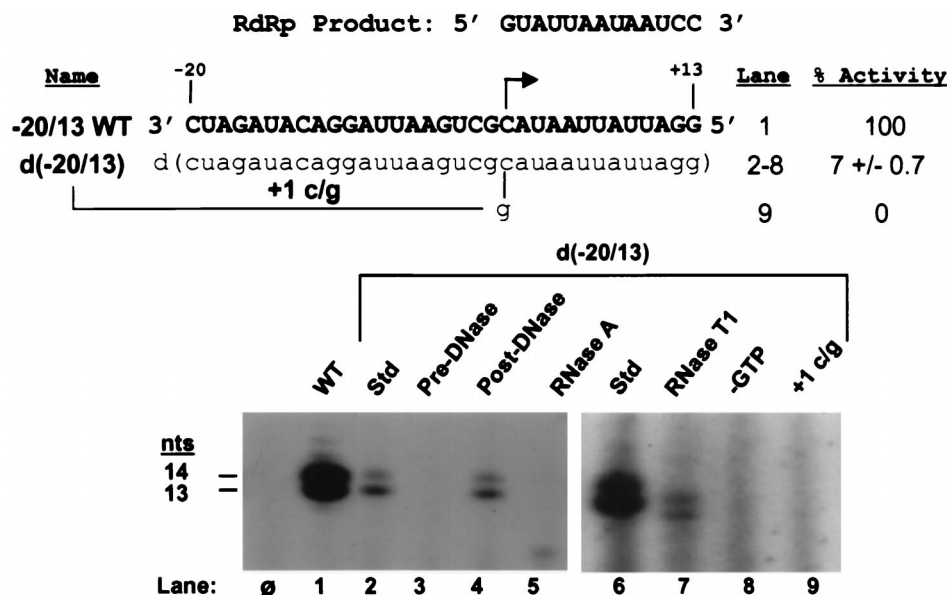 RdRp Product: 5′ GUAUUAAUAAUCC 3′
Name -20 +13 Lane % Activity
-20/13 WT 3′ CUAGAUACAGGAUUAAGUCGCAUAAUUAUUAGG 5′ 1 100
d(-20/13) d(cuagauacaggauuaagucgcauaauuauuagg) 2-8 7 +/- 0.7
+1 c/g g 9 0
d(-20/13)
WT Std Pre-DNase Post-DNase RNase A Std RNase T1 -GTP +1 c/g
nts
14
13
Lane: ø 1 2 3 4 5 6 7 8 9